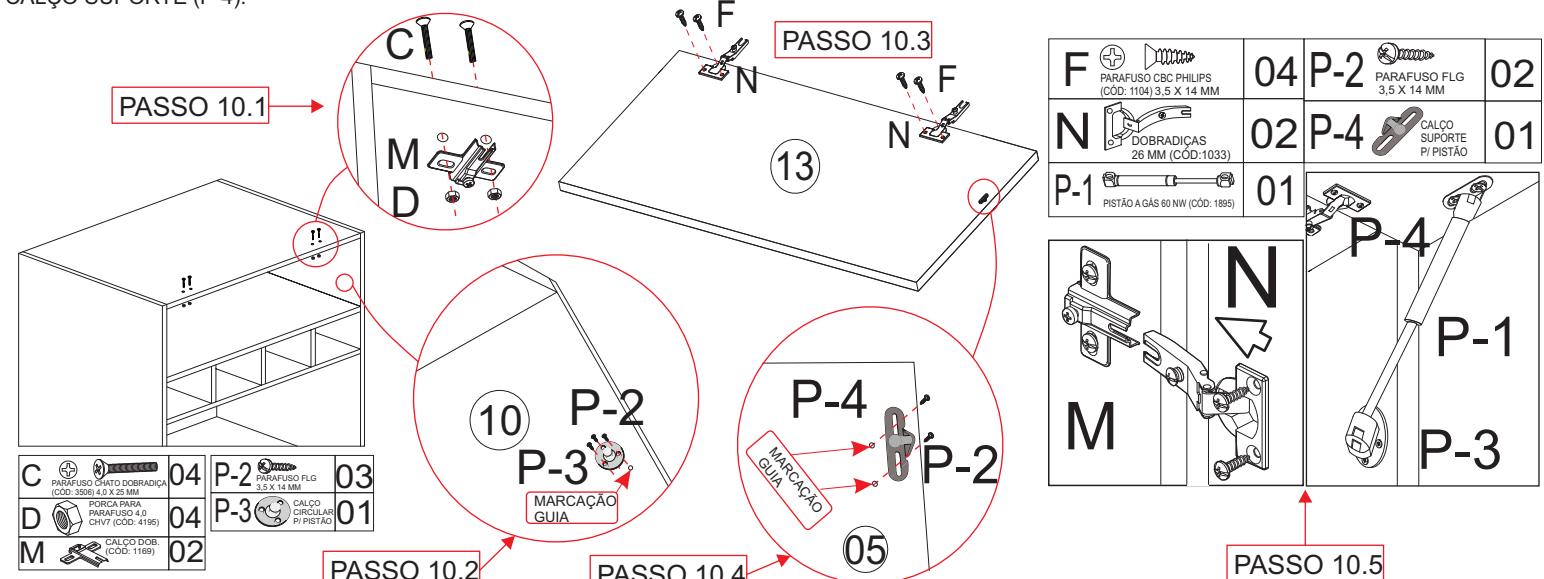 CALÇO SUPORTE (P-4).
PASSO 10.1
C
M
D
F
N
F
N
PASSO 10.3
13
F PARAFUSO CBC PHILIPS
(CÓD: 1104) 3,5 X 14 MM 04
P-2 PARAFUSO FLG
3,5 X 14 MM 02
N DOBRADIÇAS
26 MM (CÓD:1033) 02
P-4 CALÇO
SUPORTE
P/ PISTÃO 01
P-1 PISTÃO A GÁS 60 NW (CÓD: 1895) 01
10
P-2
P-3
MARCAÇÃO
GUIA
PASSO 10.2
P-4
P-2
MARCAÇÃO
GUIA
05
PASSO 10.4
N
M
P-4
P-1
P-3
PASSO 10.5
C PARAFUSO CHATO DOBRADIÇA
(CÓD: 3506) 4,0 X 25 MM 04
P-2 PARAFUSO FLG
3,5 X 14 MM 03
D PORCA PARA
PARAFUSO 4,0
CHV7 (CÓD: 4195) 04
P-3 CALÇO
CIRCULAR
P/ PISTÃO 01
M CALÇO DOB.
(CÓD: 1169) 02